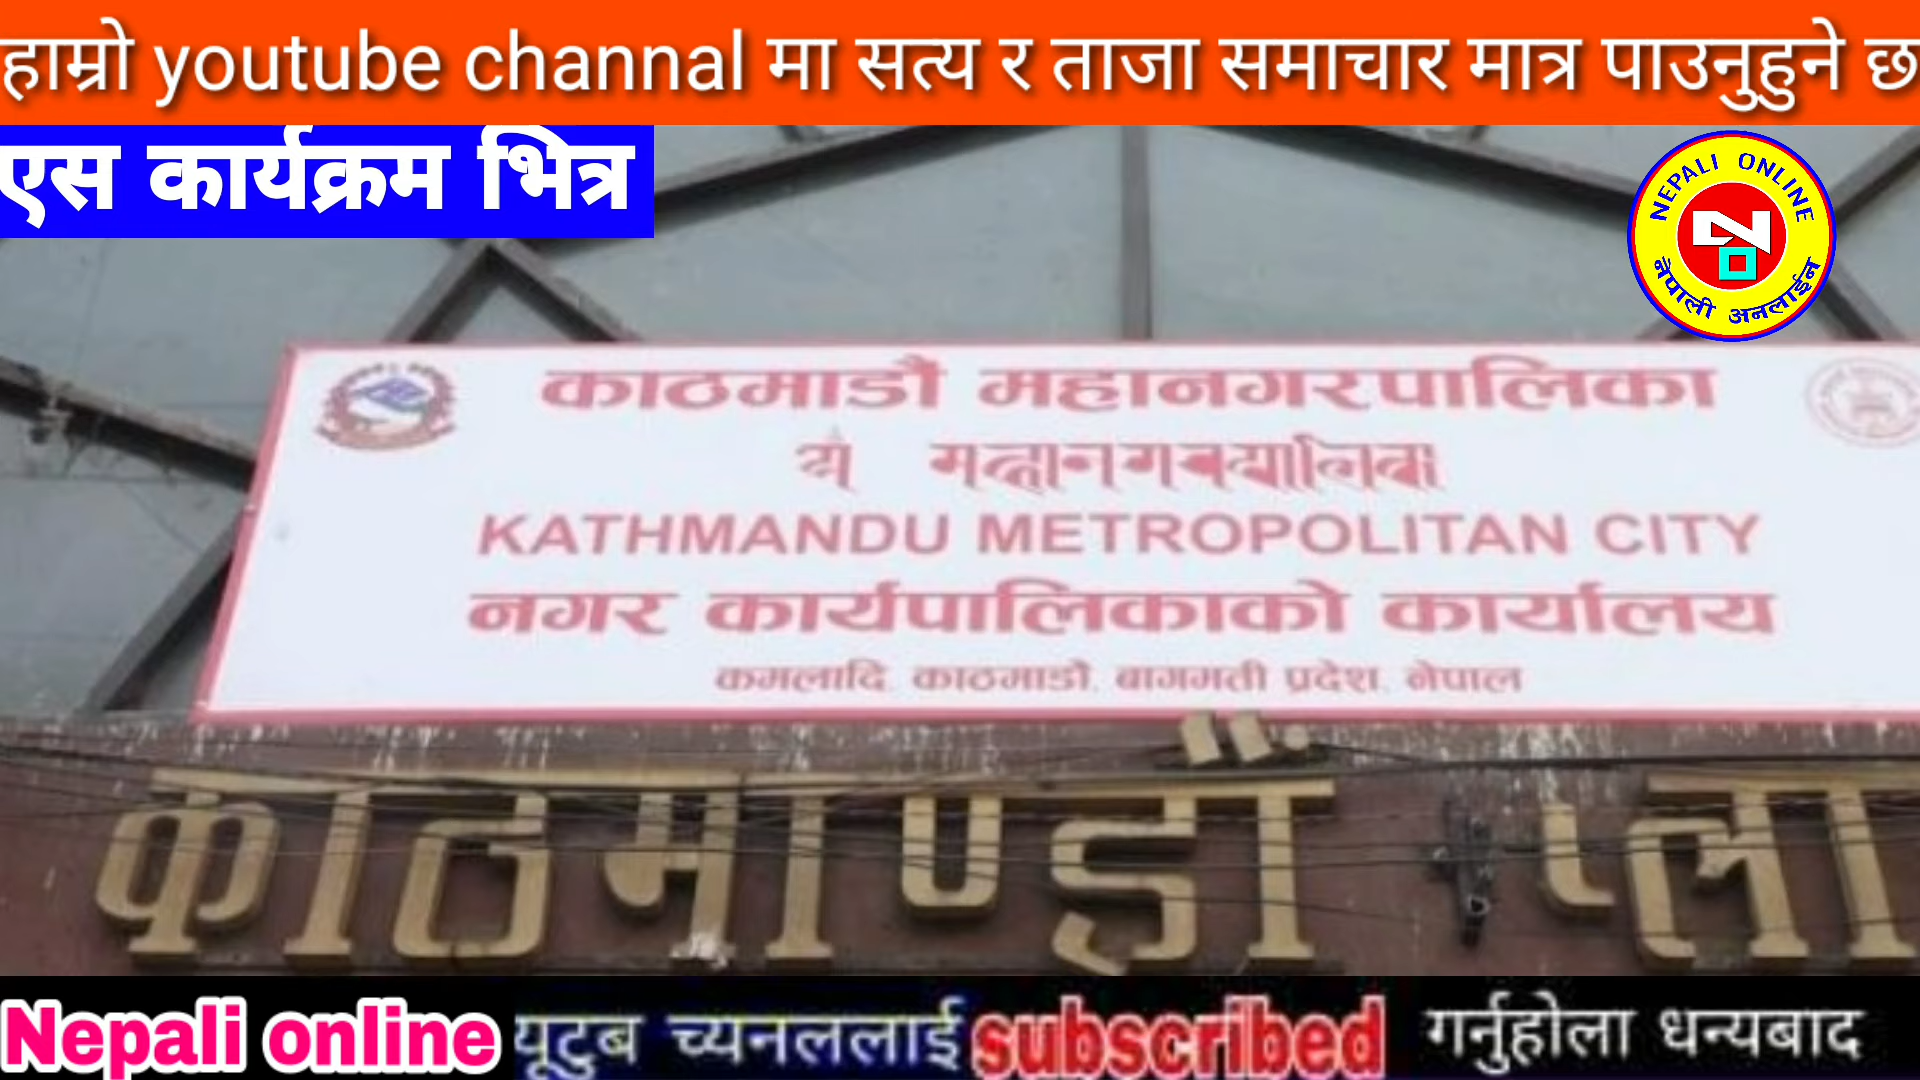 हाम्रो youtube channal मा सत्य र ताजा समाचार मात्र पाउनुहुने छ
एस कार्यक्रम भित्र
NEPALI ONLINE
नेपाली अनलाईन
काठमाडौं महानगरपालिका
KATHMANDU METROPOLITAN CITY
नगर कार्यपालिकाको कार्यालय
कमलादि, काठमाडौं, बागमती प्रदेश, नेपाल
काठमाण्डौं प्ला
Nepali online यूटुब च्यनललाई subscribed गर्नुहोला धन्यबाद